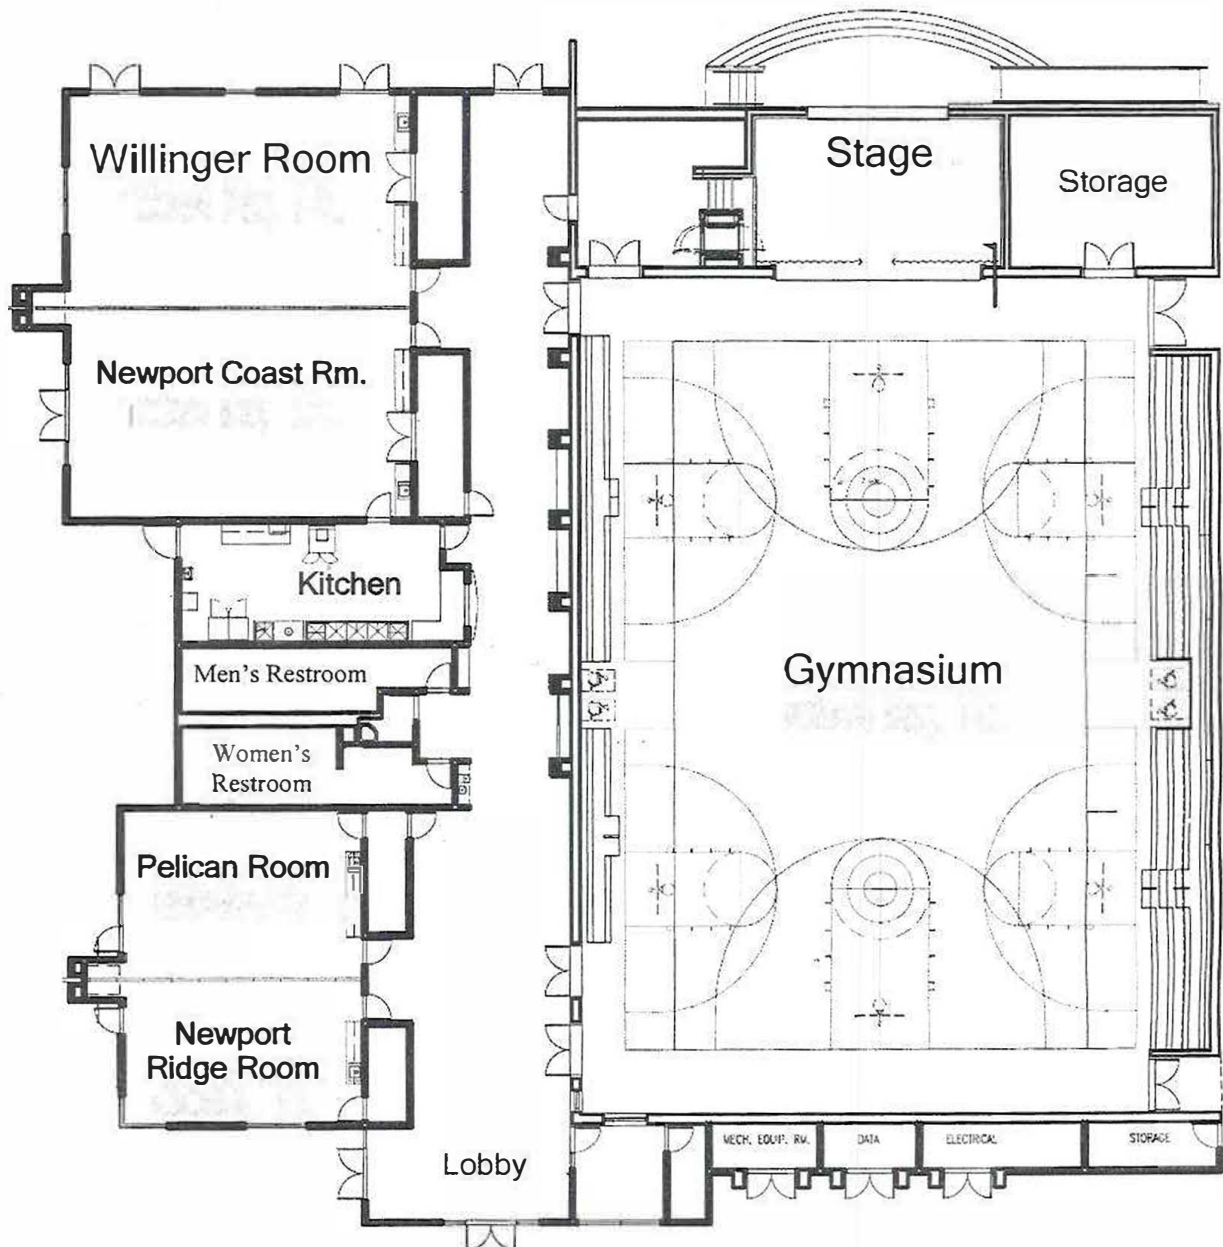 Willinger Room
Stage
Storage
Newport Coast Rm.
Kitchen
Men's Restroom
Gymnasium
Women's
Restroom
Pelican Room
Newport
Ridge Room
MECH. EQUIP. RM.
DATA
ELECTRICAL
STORAGE
Lobby